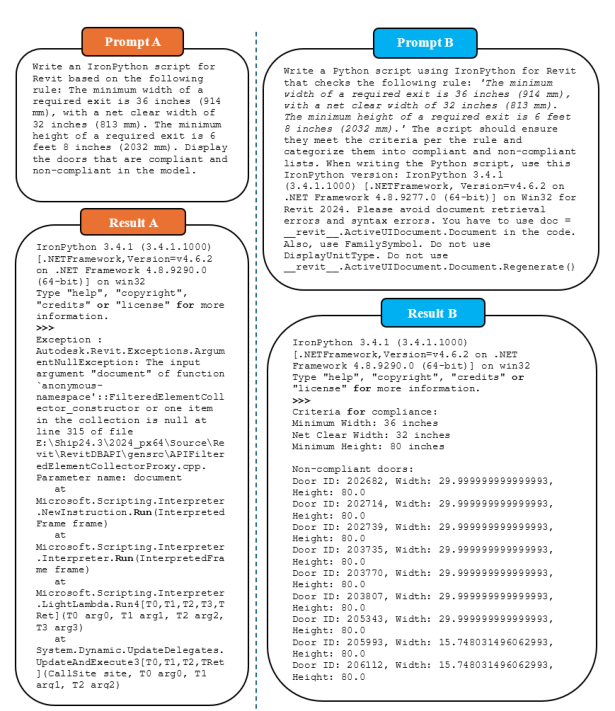 Prompt A
Write an IronPython script for
Revit based on the following
rule: The minimum width of a
required exit is 36 inches (914
mm), with a net clear width of
32 inches (813 mm). The minimum
height of a required exit is 6
feet 8 inches (2032 mm). Display
the doors that are compliant and
non-compliant in the model.
Result A
IronPython 3.4.1 (3.4.1.1000)
[.NETFramework,Version=v4.6.2
on .NET Framework 4.8.9290.0
(64-bit)] on win32
Type "help", "copyright",
"credits" or "license" for more
information.
>>>
Exception :
Autodesk.Revit.Exceptions.Argum
entNullException: The input
argument "document" of function
`anonymous-
namespace'::FilteredElementColl
ector_constructor or one item
in the collection is null at
line 315 of file
E:\Ship24.3\2024_px64\Source\Re
vit\RevitDBAPI\gensrc\APIFilter
edElementCollectorProxy.cpp.
Parameter name: document
at
Microsoft.Scripting.Interpreter
.NewInstruction.Run(Interpreted
Frame frame)
at
Microsoft.Scripting.Interpreter
.Interpreter.Run(InterpretedFra
me frame)
at
Microsoft.Scripting.Interpreter
.LightLambda.Run4[T0,T1,T2,T3,T
Ret](T0 arg0, T1 arg1, T2 arg2,
T3 arg3)
at
System.Dynamic.UpdateDelegates.
UpdateAndExecute3[T0,T1,T2,TRet
](CallSite site, T0 arg0, T1
arg1, T2 arg2)
Prompt B
Write a Python script using IronPython for Revit
that checks the following rule: 'The minimum
width of a required exit is 36 inches (914 mm),
with a net clear width of 32 inches (813 mm).
The minimum height of a required exit is 6 feet
8 inches (2032 mm).' The script should ensure
they meet the criteria per the rule and
categorize them into compliant and non-compliant
lists. When writing the Python script, use this
IronPython version: IronPython 3.4.1
(3.4.1.1000) [.NETFramework, Version=v4.6.2 on
.NET Framework 4.8.9277.0 (64-bit)] on Win32 for
Revit 2024. Please avoid document retrieval
errors and syntax errors. You have to use doc =
__revit__.ActiveUIDocument.Document in the code.
Also, use FamilySymbol. Do not use
DisplayUnitType. Do not use
__revit__.ActiveUIDocument.Document.Regenerate()
Result B
IronPython 3.4.1 (3.4.1.1000)
[.NETFramework,Version=v4.6.2 on .NET
Framework 4.8.9290.0 (64-bit)] on win32
Type "help", "copyright", "credits" or
"license" for more information.
>>>
Criteria for compliance:
Minimum Width: 36 inches
Net Clear Width: 32 inches
Minimum Height: 80 inches
Non-compliant doors:
Door ID: 202682, Width: 29.999999999999993,
Height: 80.0
Door ID: 202714, Width: 29.999999999999993,
Height: 80.0
Door ID: 202739, Width: 29.999999999999993,
Height: 80.0
Door ID: 203735, Width: 29.999999999999993,
Height: 80.0
Door ID: 203770, Width: 29.999999999999993,
Height: 80.0
Door ID: 203807, Width: 29.999999999999993,
Height: 80.0
Door ID: 205343, Width: 29.999999999999993,
Height: 80.0
Door ID: 205993, Width: 15.748031496062993,
Height: 80.0
Door ID: 206112, Width: 15.748031496062993,
Height: 80.0